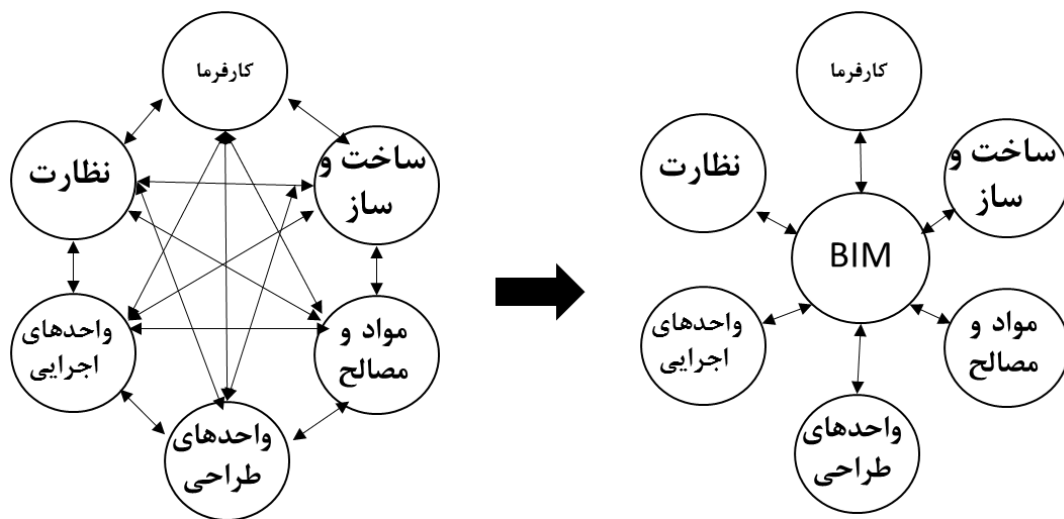 کارفرما
نظارت
ساخت و
ساز
واحدهای
اجرایی
مواد و
مصالح
واحدهای
طراحی
کارفرما
نظارت
ساخت و
ساز
BIM
واحدهای
اجرایی
مواد و
مصالح
واحدهای
طراحی